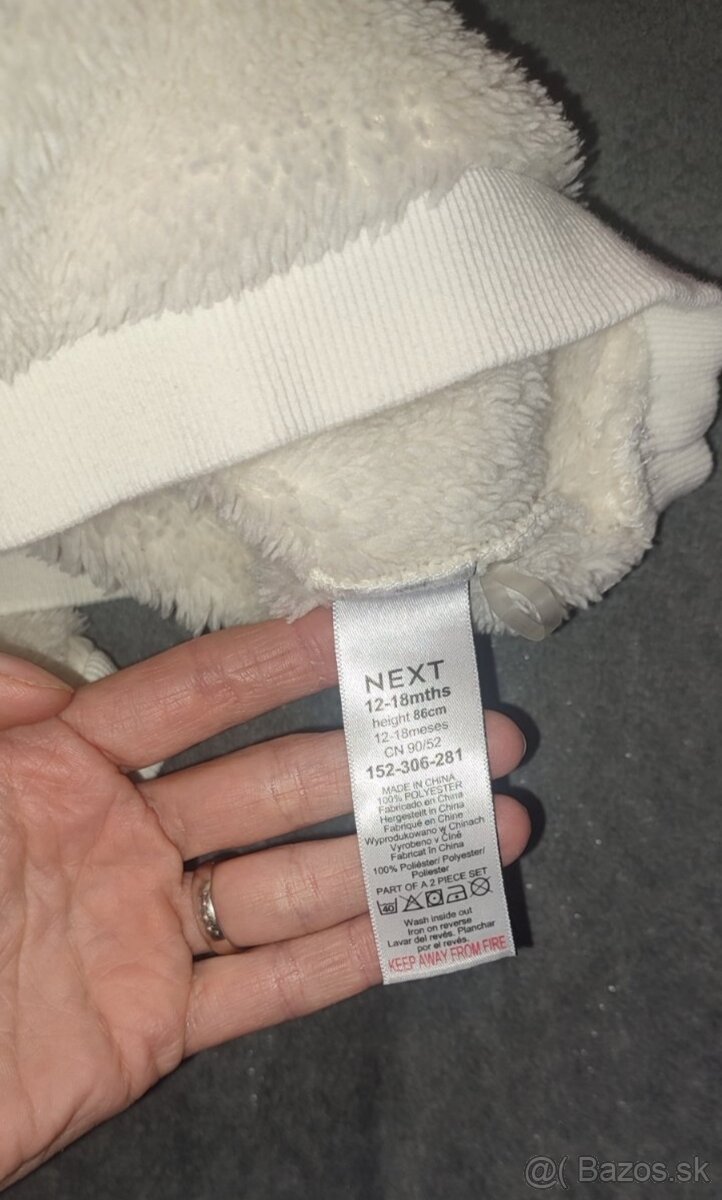 NEXT
12-18mths
height 86cm
12-18meses
CN 90/52
152-306-281
MADE IN CHINA
100% POLYESTER
Fabricado en China
Hergestellt in China
Fabriqué en Chine
Wyprodukowano w Chinach
Vyrobeno v Číně
Fabricat în China
100% Poliéster/ Polyester/
Poliester
PART OF A 2 PIECE SET
40
Wash inside out
Iron on reverse
Lavar del revés. Planchar
por el revés.
KEEP AWAY FROM FIRE
@( Bazos.sk